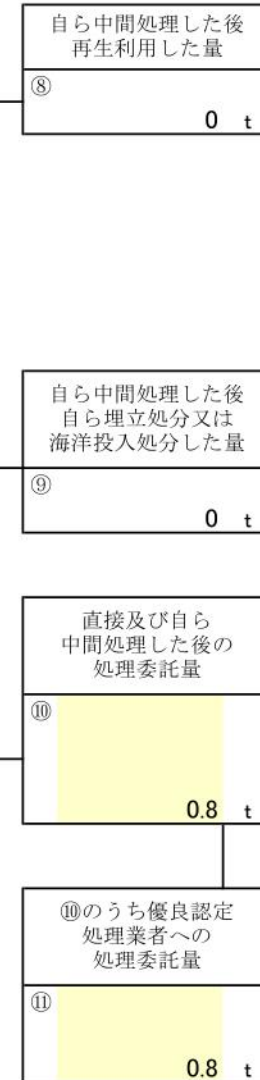 自ら中間処理した後
再生利用した量
⑧
0 t
自ら中間処理した後
自ら埋立処分又は
海洋投入処分した量
⑨
0 t
直接及び自ら
中間処理した後の
処理委託量
⑩
0.8 t
⑩のうち優良認定
処理業者への
処理委託量
⑪
0.8 t